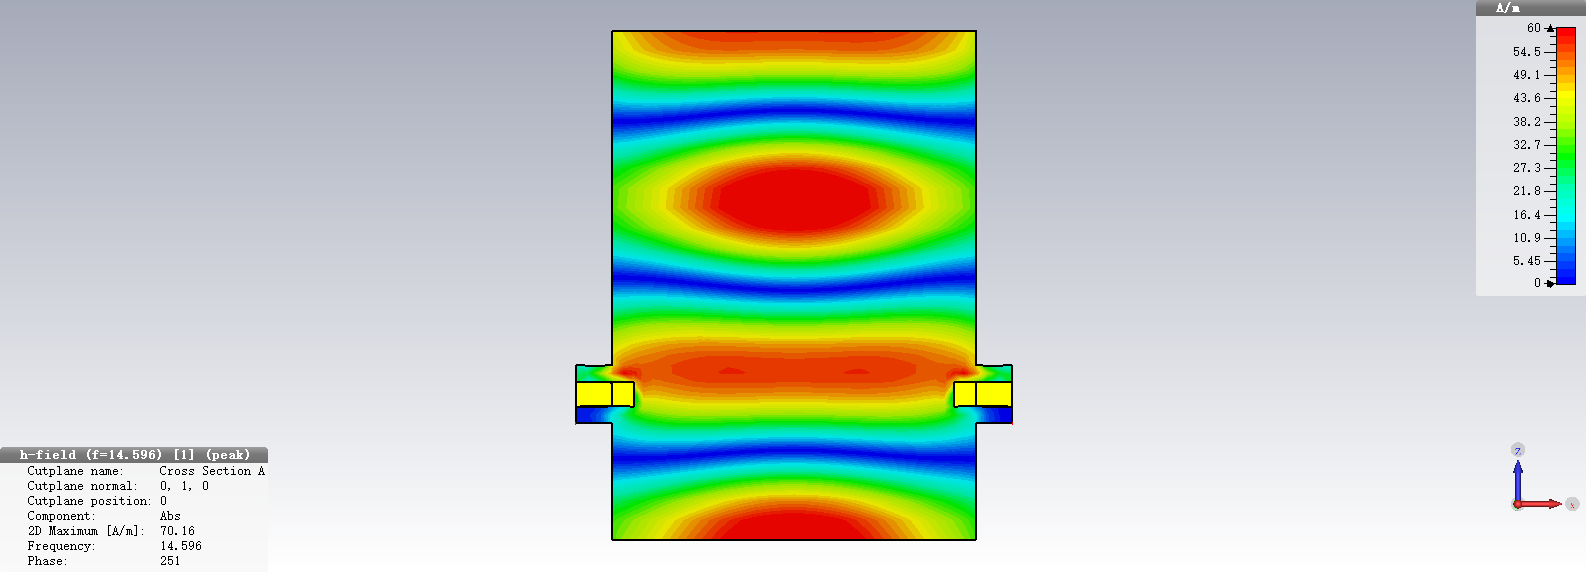 A/m
60
54.5
49.1
43.6
38.2
32.7
27.3
21.8
16.4
10.9
5.45
0
h-field (f=14.596) [1] (peak)
Cutplane name: Cross Section A
Cutplane normal: 0, 1, 0
Cutplane position: 0
Component: Abs
2D Maximum [A/m]: 70.16
Frequency: 14.596
Phase: 251
z
x